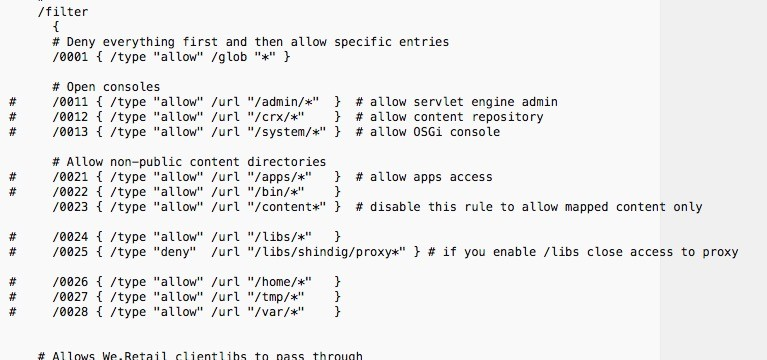 /filter
{
# Deny everything first and then allow specific entries
/0001 { /type "allow" /glob "*" }
# Open consoles
# /0011 { /type "allow" /url "/admin/*" } # allow servlet engine admin
# /0012 { /type "allow" /url "/crx/*" } # allow content repository
# /0013 { /type "allow" /url "/system/*" } # allow OSGi console
# Allow non-public content directories
# /0021 { /type "allow" /url "/apps/*" } # allow apps access
# /0022 { /type "allow" /url "/bin/*" }
/0023 { /type "allow" /url "/content*" } # disable this rule to allow mapped content only
# /0024 { /type "allow" /url "/libs/*" }
# /0025 { /type "deny" /url "/libs/shindig/proxy*" } # if you enable /libs close access to proxy
# /0026 { /type "allow" /url "/home/*" }
# /0027 { /type "allow" /url "/tmp/*" }
# /0028 { /type "allow" /url "/var/*" }
# Allows We.Retail clientlibs to pass through